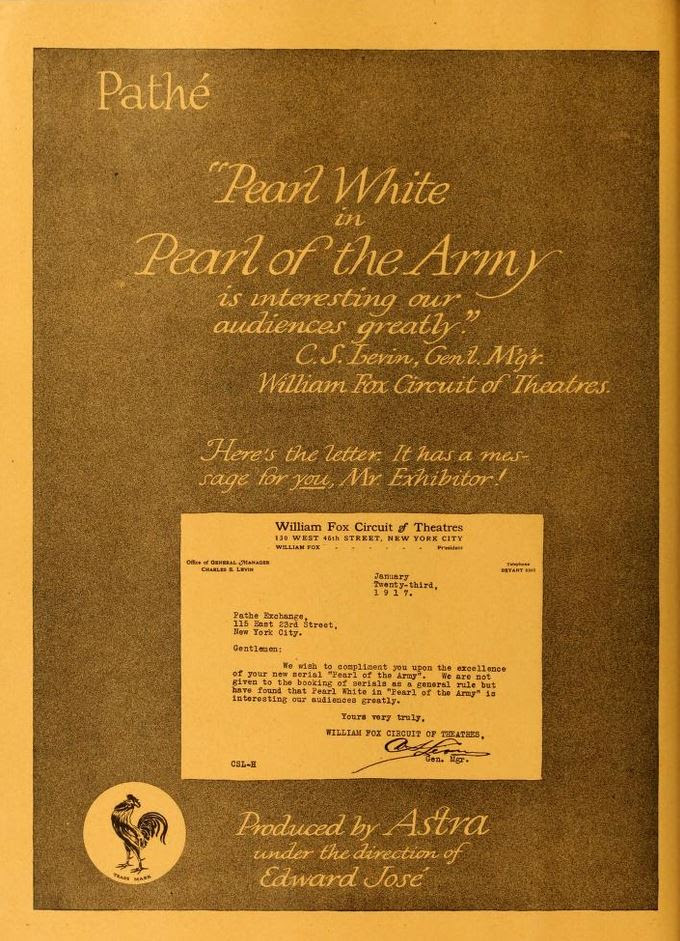 Pathé
"Pearl White
in
Pearl of the Army
is interesting our
audiences greatly."
C.S. Levin, Gen'l. M'g'r.
William Fox Circuit of Theatres.
Here's the letter. It has a mes-
sage for you, Mr. Exhibitor!
William Fox Circuit of Theatres
130 WEST 46th STREET, NEW YORK CITY
WILLIAM FOX - - - - - - President
Office of GENERAL MANAGER
CHARLES S. LEVIN
Telephone
BRYANT
January
Twenty-third,
1 9 1 7.
Pathe Exchange,
115 East 23rd Street,
New York City.
Gentlemen:
We wish to compliment you upon the excellence
of your new serial "Pearl of the Army". We are not
given to the booking of serials as a general rule but
have found that Pearl White in "Pearl of the Army" is
interesting our audiences greatly.
Yours very truly,
WILLIAM FOX CIRCUIT OF THEATRES,
CSL-H
Gen. Mgr.
TRADE MARK
Produced by Astra
under the direction of
Edward José